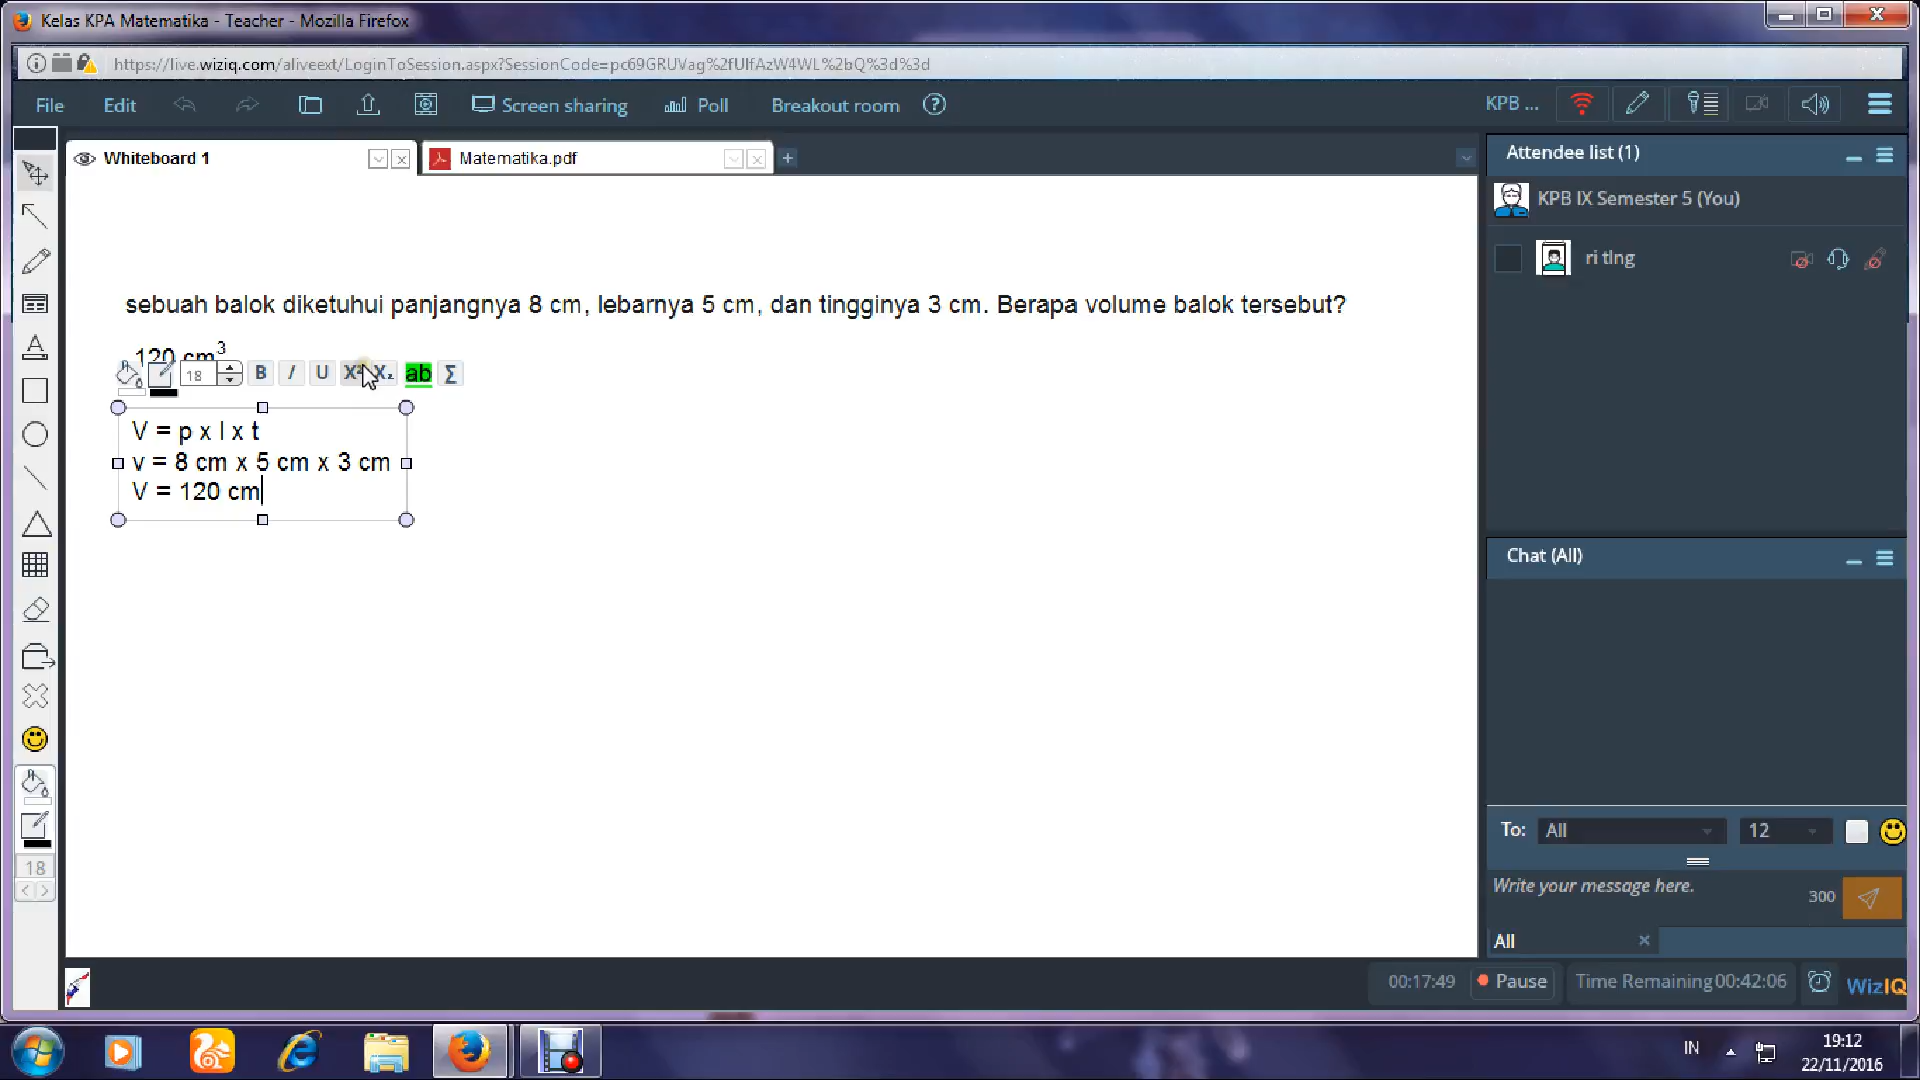 Kelas KPA Matematika - Teacher - Mozilla Firefox
https://live.wiziq.com/aliveext/LoginToSession.aspx?SessionCode=pc69GRUVag%2fUIfAzW4WL%2bQ%3d%3d
File Edit Screen sharing Poll Breakout room ? KPB ...
Whiteboard 1 Matematika.pdf +
sebuah balok diketuhui panjangnya 8 cm, lebarnya 5 cm, dan tingginya 3 cm. Berapa volume balok tersebut?
120 cm³
18 B I U X² X₂ ab Σ
V = p x l x t
v = 8 cm x 5 cm x 3 cm
V = 120 cm
18
Attendee list (1)
KPB IX Semester 5 (You)
ri tIng
Chat (All)
To: All 12
Write your message here. 300
All
00:17:49 Pause Time Remaining 00:42:06 WizIQ
IN 19:12
22/11/2016